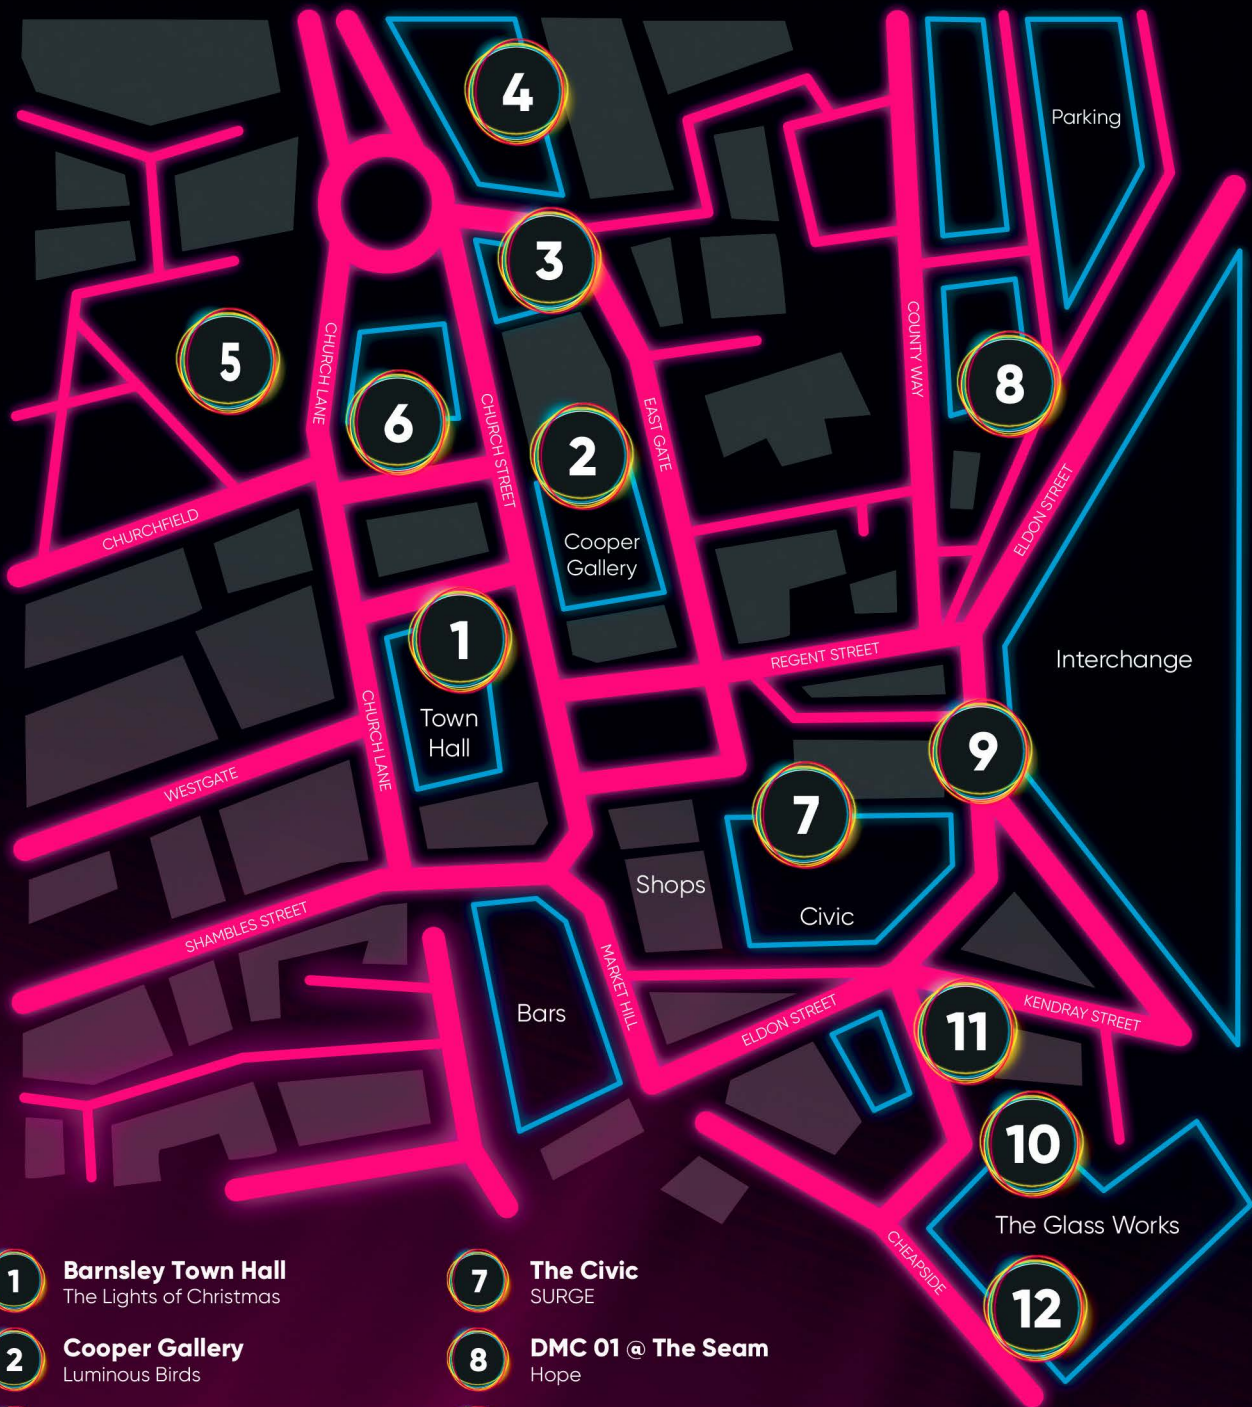 4
Parking
3
5
CHURCH LANE
COUNTY WAY
8
6
CHURCH STREET
EAST GATE
2
ELDON STREET
CHURCHFIELD
Cooper
Gallery
1
REGENT STREET
Interchange
CHURCH LANE
Town
Hall
9
WESTGATE
7
Shops
Civic
SHAMBLES STREET
MARKET HILL
Bars
ELDON STREET
11
KENDRAY STREET
10
The Glass Works
CHEAPSIDE
12
1
Barnsley Town Hall
The Lights of Christmas
2
Cooper Gallery
Luminous Birds
7
The Civic
SURGE
8
DMC 01 @ The Seam
Hope